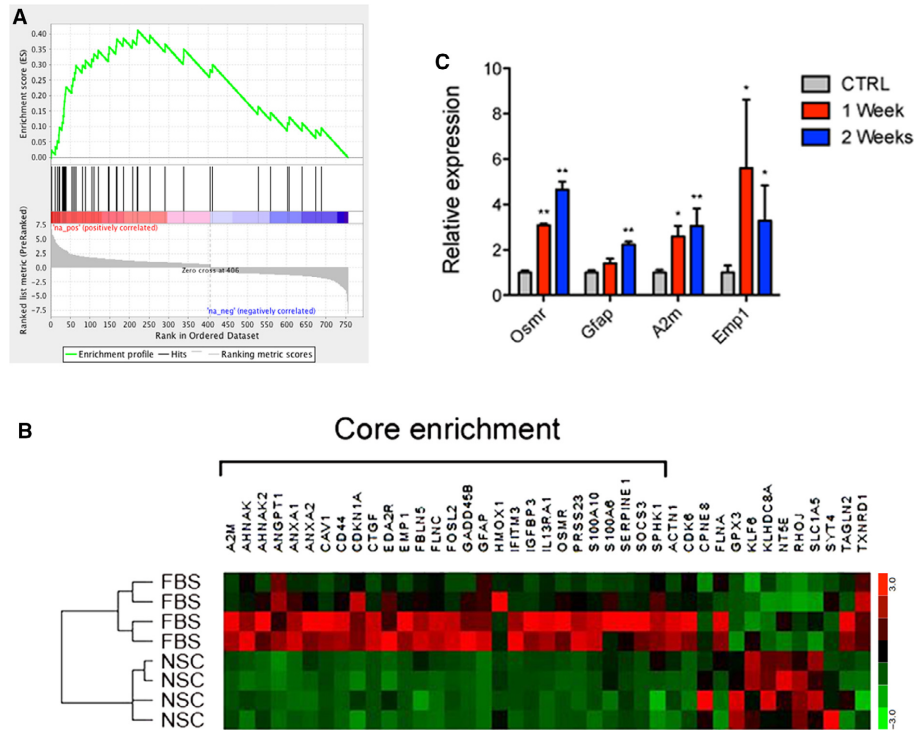 A
Enrichment score (ES)
0.40
0.35
0.30
0.25
0.20
0.15
0.10
0.05
0.00
Ranked list metric (PreRanked)
7.5
5.0
2.5
0.0
-2.5
-5.0
-7.5
'na_pos' (positively correlated)
Zero cross at 406
'na_neg' (negatively correlated)
0 50 100 150 200 250 300 350 400 450 500 550 600 650 700 750
Rank in Ordered Dataset
Enrichment profile Hits Ranking metric scores
C
Relative expression
10
8
6
4
2
0
** ** ** * ** * *
Osmr Gfap A2m Emp1
CTRL
1 Week
2 Weeks
B
Core enrichment
A2M AHNAK AHNAK2 ANGPT1 ANXA1 ANXA2 CAV1 CD44 CDKN1A CTGF EDA2R EMP1 FBLN5 FLNC FOSL2 GADD45B GFAP HMOX1 IFITM3 IGFBP3 IL13RA1 OSMR PRSS23 S100A10 S100A6 SERPINE1 SOCS3 SPHK1 ACTN1 CDK6 CPNE8 FLNA GPX3 KLF6 KLHDC8A NT5E RHOJ SLC1A5 SYT4 TAGLN2 TXNRD1
FBS
FBS
FBS
FBS
NSC
NSC
NSC
NSC
3.0
-3.0